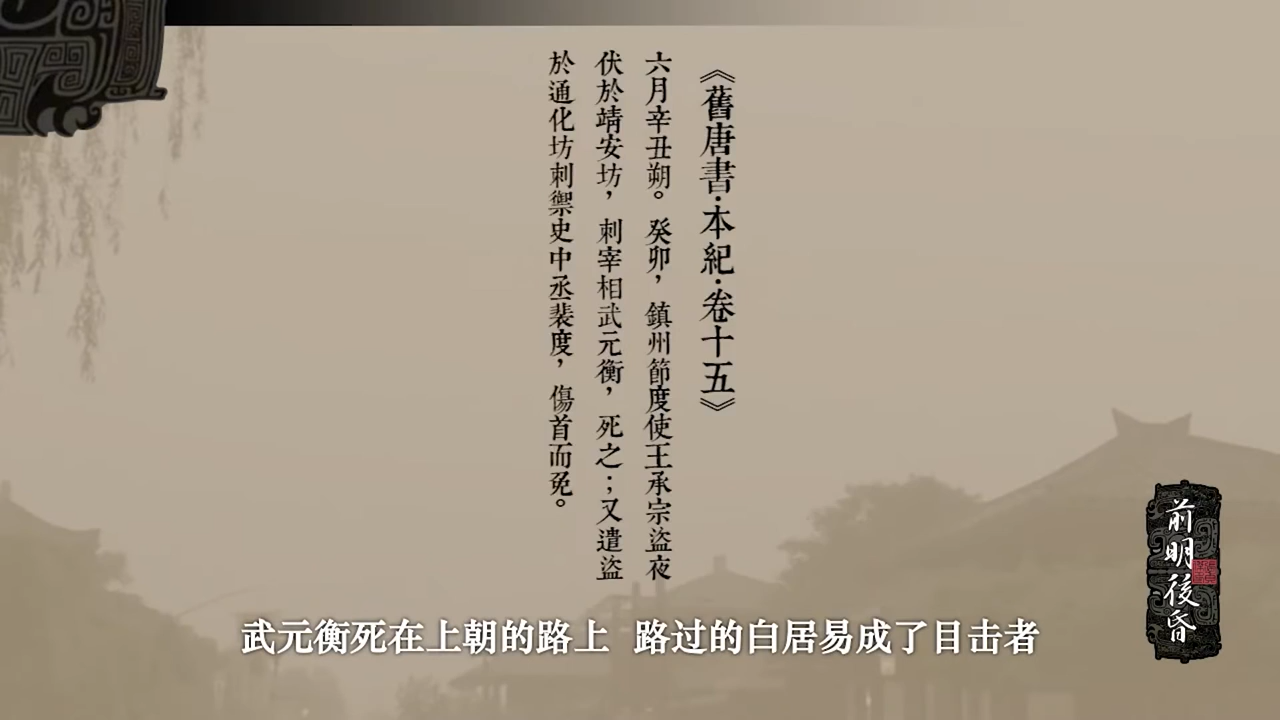 《舊唐書·本紀·卷十五》
六月辛丑朔。癸卯，鎮州節度使王承宗盜夜
伏於靖安坊，刺宰相武元衡，死之；又遣盜
於通化坊刺禦史中丞裴度，傷首而免。
前明後昏
武元衡死在上朝的路上 路过的白居易成了目击者